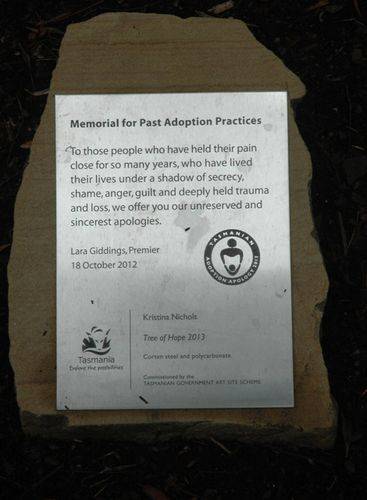 Memorial for Past Adoption Practices
To those people who have held their pain
close for so many years, who have lived
their lives under a shadow of secrecy,
shame, anger, guilt and deeply held trauma
and loss, we offer you our unreserved and
sincerest apologies.
Lara Giddings, Premier
18 October 2012
TASMANIAN
ADOPTION APOLOGY 2012
Kristina Nichols
Tree of Hope 2013
Corten steel and polycarbonate
Commissioned by the
TASMANIAN GOVERNMENT ART SITE SCHEME
Tasmania
Explore the possibilities